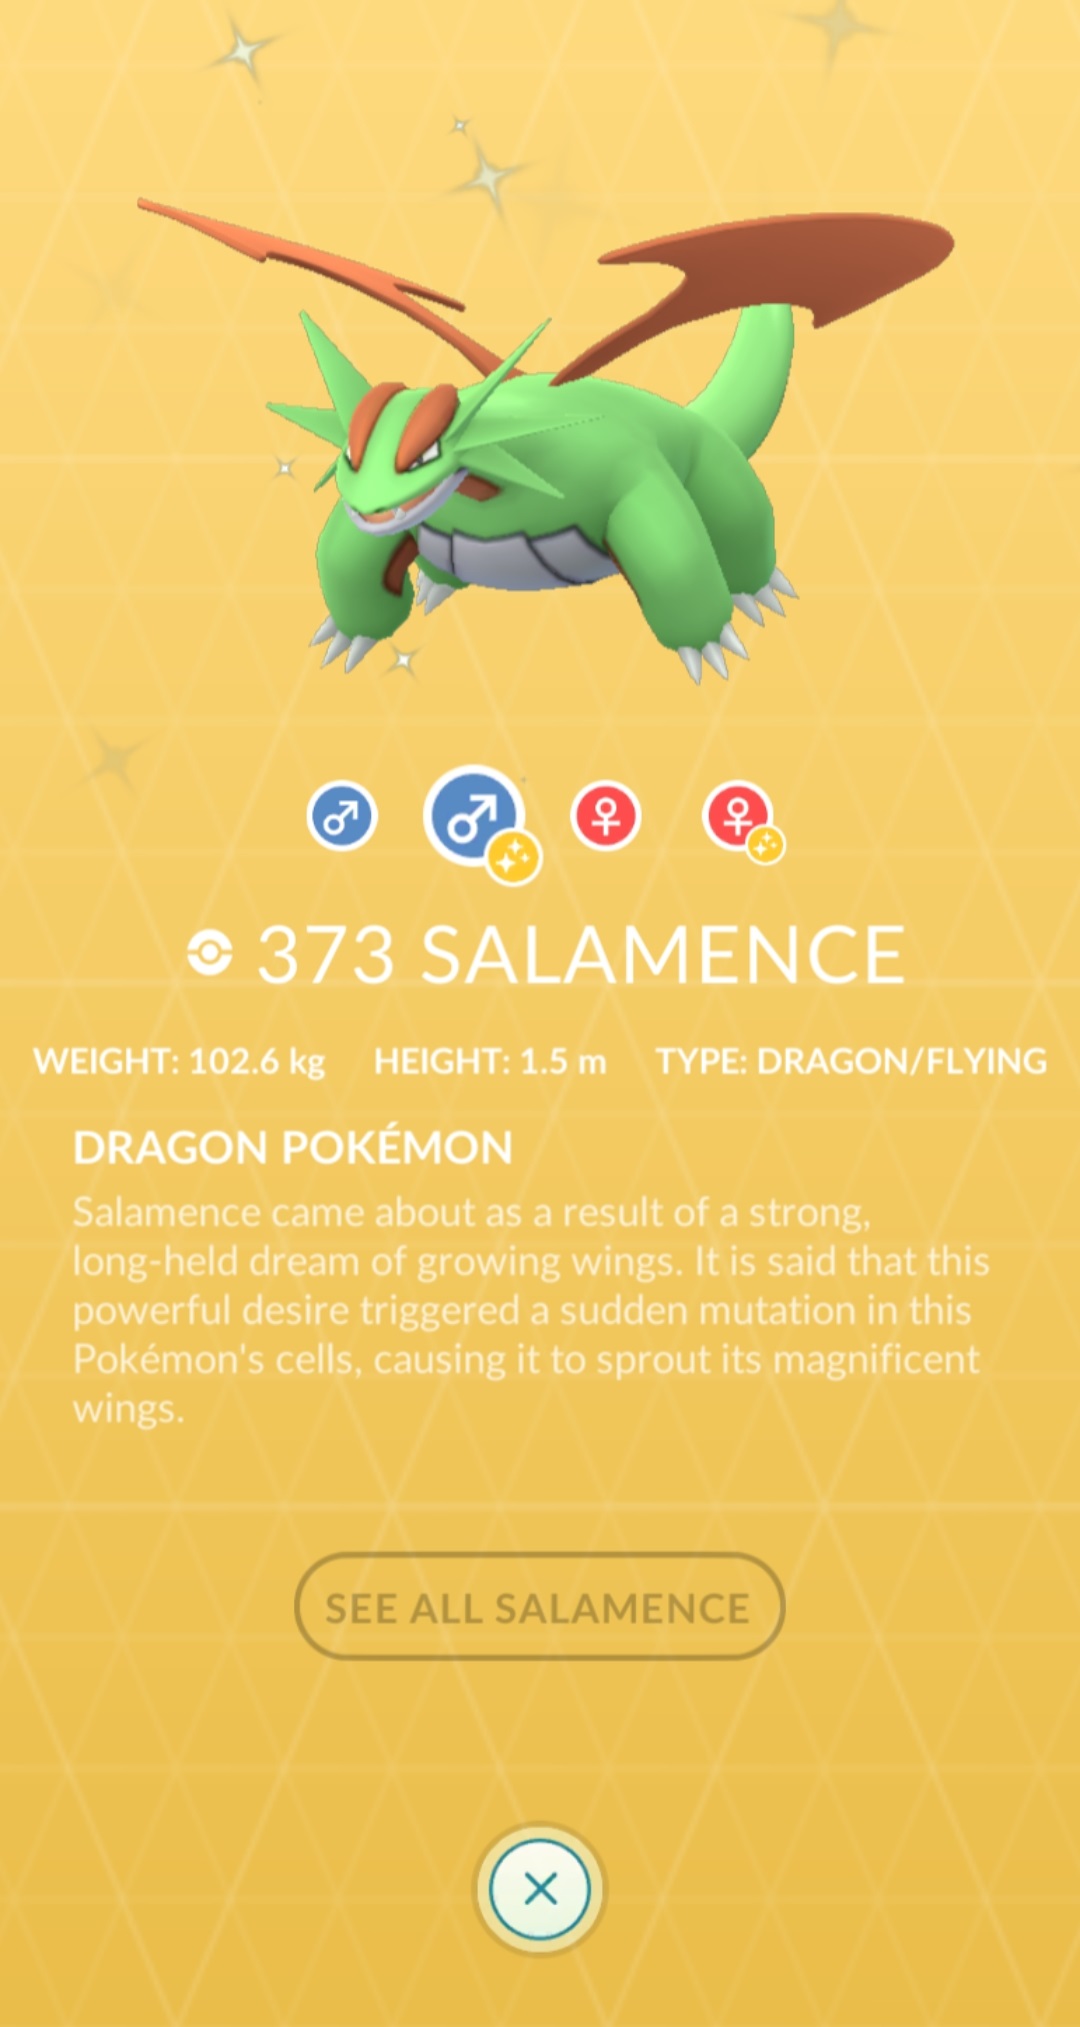 373 SALAMENCE
WEIGHT: 102.6 kg HEIGHT: 1.5 m TYPE: DRAGON/FLYING
DRAGON POKÉMON
Salamence came about as a result of a strong,
long-held dream of growing wings. It is said that this
powerful desire triggered a sudden mutation in this
Pokémon's cells, causing it to sprout its magnificent
wings.
SEE ALL SALAMENCE